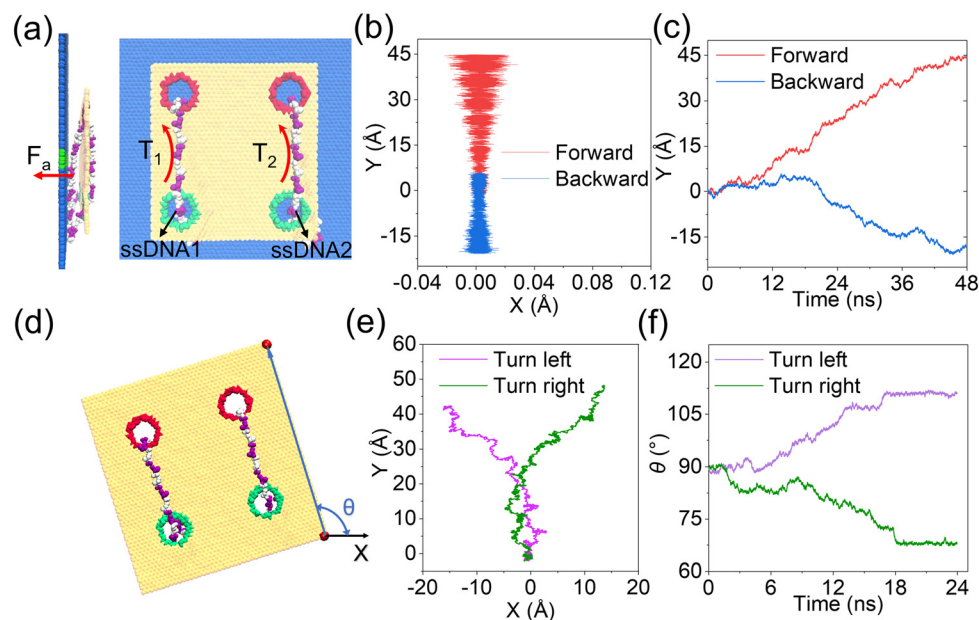 (a)
F_a
T_1
T_2
ssDNA1
ssDNA2
(b)
Y (Å)
45
30
15
0
-15
Forward
Backward
-0.04 0.00 0.04 0.08 0.12
X (Å)
(c)
Forward
Backward
Y (Å)
45
30
15
0
-15
0 12 24 36 48
Time (ns)
(d)
θ
X
(e)
Turn left
Turn right
Y (Å)
60
50
40
30
20
10
0
-20 -10 0 10 20
X (Å)
(f)
Turn left
Turn right
θ (°)
120
105
90
75
60
0 6 12 18 24
Time (ns)